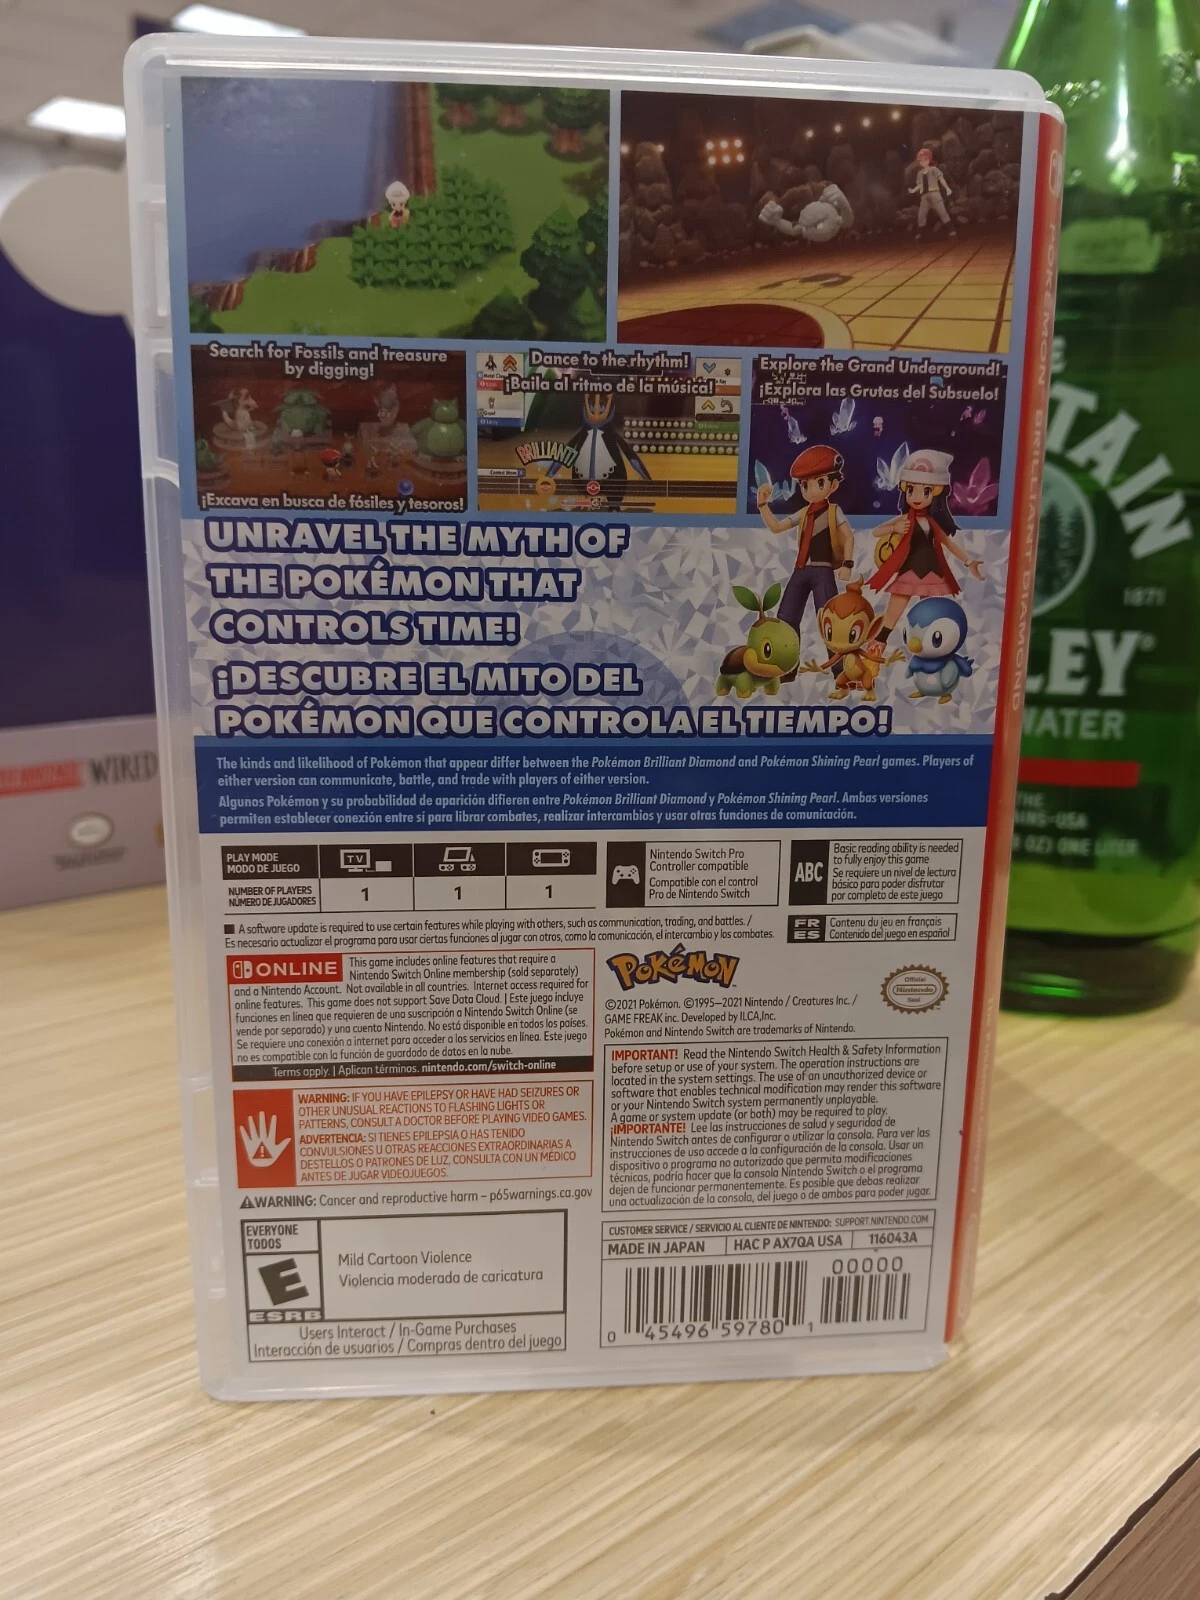 Search for Fossils and treasure
by digging!
¡Excava en busca de fósiles y tesoros!
Dance to the rhythm!
¡Baila al ritmo de la música!
BRILLIANT!
Explore the Grand Underground!
¡Explora las Grutas del Subsuelo!
UNRAVEL THE MYTH OF
THE POKÉMON THAT
CONTROLS TIME!
¡DESCUBRE EL MITO DEL
POKÉMON QUE CONTROLA EL TIEMPO!
The kinds and likelihood of Pokémon that appear differ between the Pokémon Brilliant Diamond and Pokémon Shining Pearl games. Players of
either version can communicate, battle, and trade with players of either version.
Algunos Pokémon y su probabilidad de aparición difieren entre Pokémon Brilliant Diamond y Pokémon Shining Pearl. Ambas versiones
permiten establecer conexión entre sí para librar combates, realizar intercambios y usar otras funciones de comunicación.
PLAY MODE
MODO DE JUEGO
TV
NUMBER OF PLAYERS
NÚMERO DE JUGADORES
1 1 1
Nintendo Switch Pro
Controller compatible
Compatible con el control
Pro de Nintendo Switch
ABC
Basic reading ability is needed
to fully enjoy this game
Se requiere un nivel de lectura
básico para poder disfrutar
por completo de este juego
FR
ES
Contenu du jeu en français
Contenido del juego en español
A software update is required to use certain features while playing with others, such as communication, trading, and battles. /
Es necesario actualizar el programa para usar ciertas funciones al jugar con otros, como la comunicación, el intercambio y los combates.
ONLINE
This game includes online features that require a
Nintendo Switch Online membership (sold separately)
and a Nintendo Account. Not available in all countries. Internet access required for
online features. This game does not support Save Data Cloud. | Este juego incluye
funciones en línea que requieren de una suscripción a Nintendo Switch Online (se
vende por separado) y una cuenta Nintendo. No está disponible en todos los países.
Se requiere una conexión a internet para acceder a los servicios en línea. Este juego
no es compatible con la función de guardado de datos en la nube.
Terms apply. | Aplican términos. nintendo.com/switch-online
POKéMON
©2021 Pokémon. ©1995–2021 Nintendo / Creatures Inc. /
GAME FREAK inc. Developed by ILCA,Inc.
Pokémon and Nintendo Switch are trademarks of Nintendo.
Official
Nintendo
Seal
WARNING: IF YOU HAVE EPILEPSY OR HAVE HAD SEIZURES OR
OTHER UNUSUAL REACTIONS TO FLASHING LIGHTS OR
PATTERNS, CONSULT A DOCTOR BEFORE PLAYING VIDEO GAMES.
ADVERTENCIA: SI TIENES EPILEPSIA O HAS TENIDO
CONVULSIONES U OTRAS REACCIONES EXTRAORDINARIAS A
DESTELLOS O PATRONES DE LUZ, CONSULTA CON UN MÉDICO
ANTES DE JUGAR VIDEOJUEGOS.
WARNING: Cancer and reproductive harm – p65warnings.ca.gov
IMPORTANT! Read the Nintendo Switch Health & Safety Information
before setup or use of your system. The operation instructions are
located in the system settings. The use of an unauthorized device or
software that enables technical modification may render this software
or your Nintendo Switch system permanently unplayable.
A game or system update (or both) may be required to play.
¡IMPORTANTE! Lee las instrucciones de salud y seguridad de
Nintendo Switch antes de configurar o utilizar la consola. Para ver las
instrucciones de uso accede a la configuración de la consola. Usar un
dispositivo o programa no autorizado que permita modificaciones
técnicas, podría hacer que la consola Nintendo Switch o el programa
dejen de funcionar permanentemente. Es posible que debas realizar
una actualización de la consola, del juego o de ambos para poder jugar.
EVERYONE
TODOS
E
ESRB
Mild Cartoon Violence
Violencia moderada de caricatura
Users Interact / In-Game Purchases
Interacción de usuarios / Compras dentro del juego
CUSTOMER SERVICE / SERVICIO AL CLIENTE DE NINTENDO: SUPPORT.NINTENDO.COM
MADE IN JAPAN
HAC P AX7QA USA
116043A
00000
0 45496 59780 1
POKÉMON BRILLIANT DIAMOND
WIRED
TAIN
1871
LEY
WATER
ONE LITER